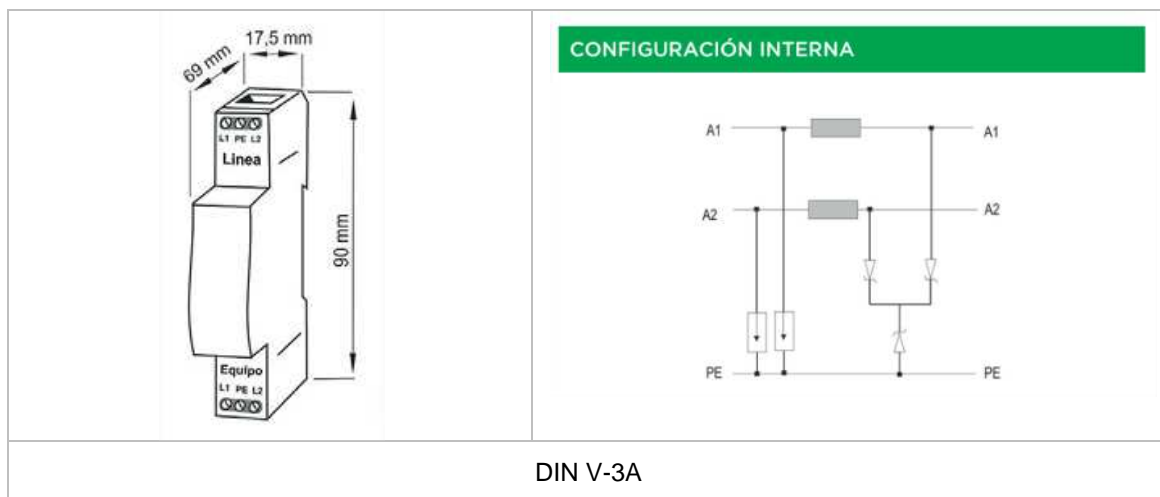 17,5 mm
69 mm
L1 PE L2
Linea
90 mm
Equipo
L1 PE L2
CONFIGURACIÓN INTERNA
A1 A1
A2 A2
PE PE
DIN V-3A